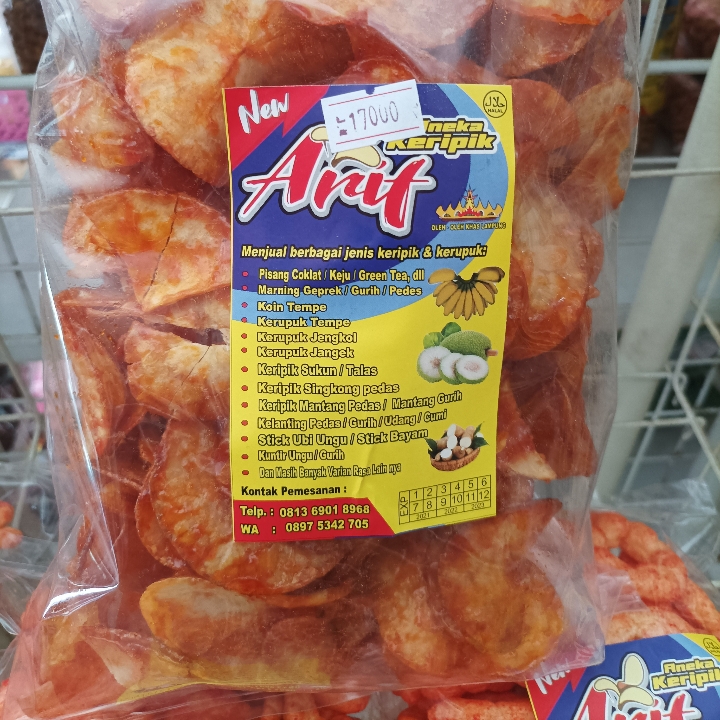 New
17000
Aneka
Keripik
Arif
حلال
HALAL
OLEH - OLEH KHAS LAMPUNG
Menjual berbagai jenis keripik & kerupuk:
Pisang Coklat / Keju / Green Tea, dll
Marning Geprek / Gurih / Pedes
Koin Tempe
Kerupuk Tempe
Kerupuk Jengkol
Kerupuk Jangek
Keripik Sukun / Talas
Keripik Singkong pedas
Keripik Mantang Pedas / Mantang Gurih
Kelanting Pedas / Gurih / Udang / Cumi
Stick Ubi Ungu / Stick Bayam
Kuntir Ungu / Gurih
Dan Masih Banyak Varian Rasa Lain nya
Kontak Pemesanan :
Telp. : 0813 6901 8968
WA : 0897 5342 705
EXP
1 2 3 4 5 6
7 8 9 10 11 12
2021 2022 2023
New
Aneka
Keripik
Arif